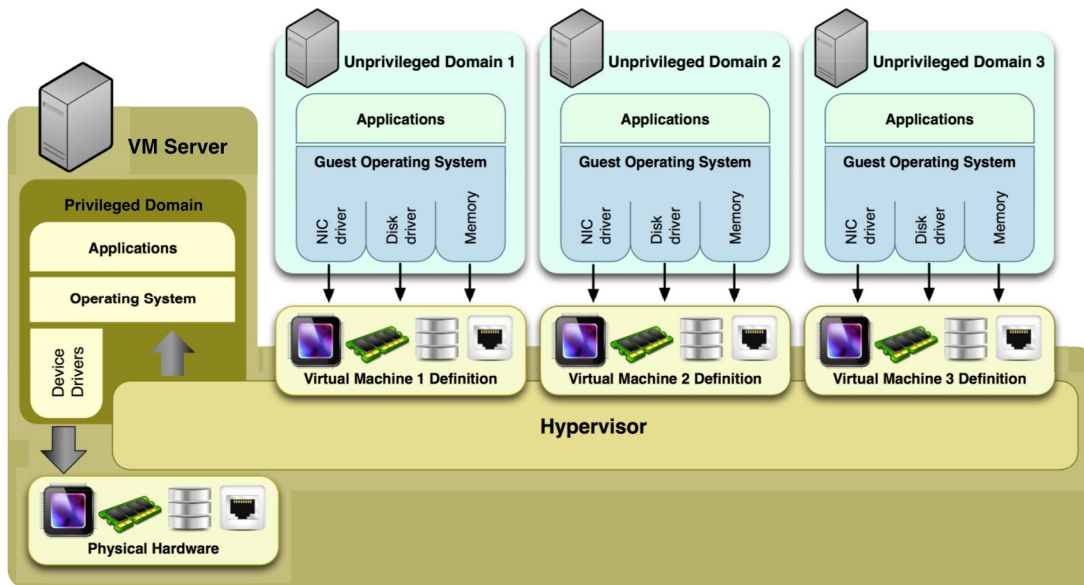 Unprivileged Domain 1
Applications
Guest Operating System
NIC
driver
Disk
driver
Memory
Virtual Machine 1 Definition
Unprivileged Domain 2
Applications
Guest Operating System
NIC
driver
Disk
driver
Memory
Virtual Machine 2 Definition
Unprivileged Domain 3
Applications
Guest Operating System
NIC
driver
Disk
driver
Memory
Virtual Machine 3 Definition
VM Server
Privileged Domain
Applications
Operating System
Device
Drivers
Hypervisor
Physical Hardware